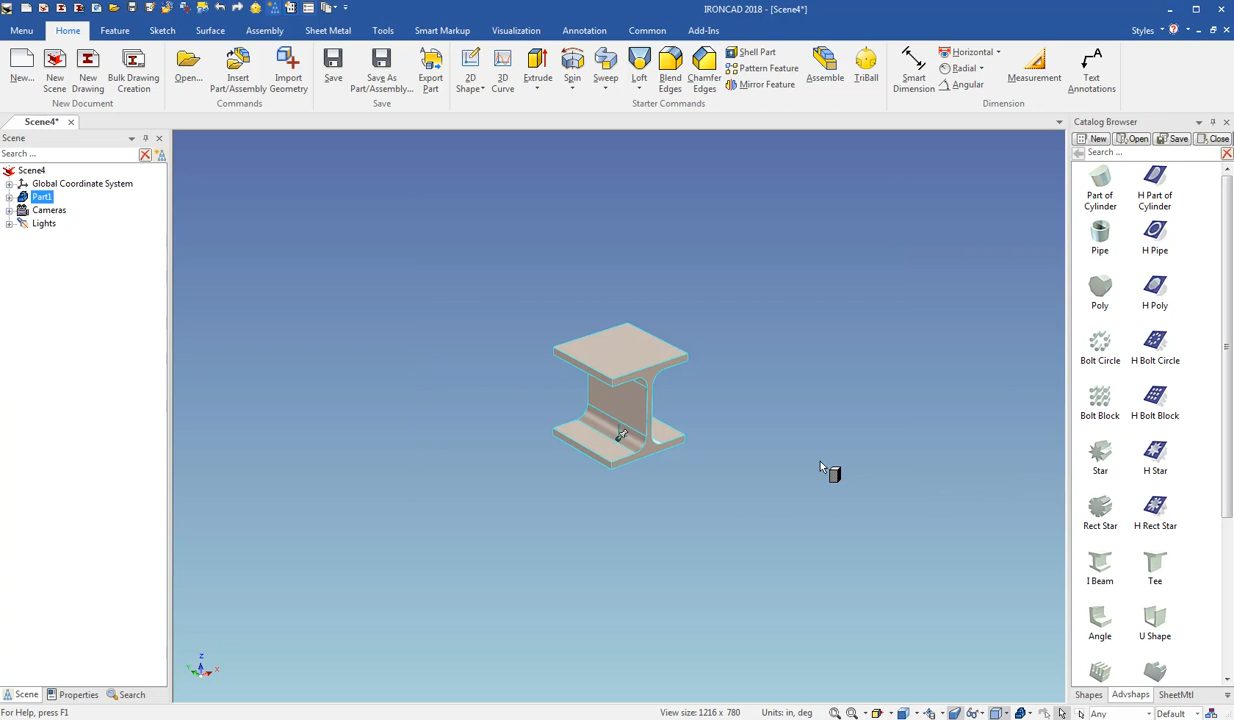 IRONCAD 2018 - [Scene4*]
Menu Home Feature Sketch Surface Assembly Sheet Metal Tools Smart Markup Visualization Annotation Common Add-Ins Styles
New... New Scene New Drawing Bulk Drawing Creation Open... Insert Part/Assembly Import Geometry Save Save As Part/Assembly... Export Part 2D Shape 3D Curve Extrude Spin Sweep Loft Blend Edges Chamfer Edges Shell Part Pattern Feature Mirror Feature Assemble TriBall Smart Dimension Horizontal Radial Angular Measurement Text Annotations
New Document Commands Save Starter Commands Dimension
Scene4*
Scene
Search ...
Scene4
Global Coordinate System
Part1
Cameras
Lights
Z
Y
X
Catalog Browser
New Open Save Close
Search ...
Part of Cylinder H Part of Cylinder
Pipe H Pipe
Poly H Poly
Bolt Circle H Bolt Circle
Bolt Block H Bolt Block
Star H Star
Rect Star H Rect Star
I Beam Tee
Angle U Shape
Scene Properties Search
Shapes Advshaps SheetMtl
For Help, press F1 View size: 1216 x 780 Units: in, deg Any Default